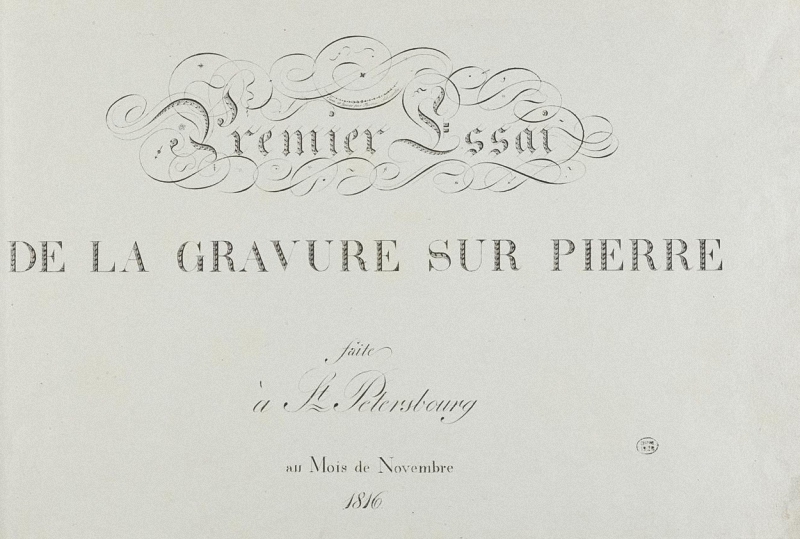 Premier Essai
DE LA GRAVURE SUR PIERRE
faite
à St. Petersbourg
au Mois de Novembre
1816.